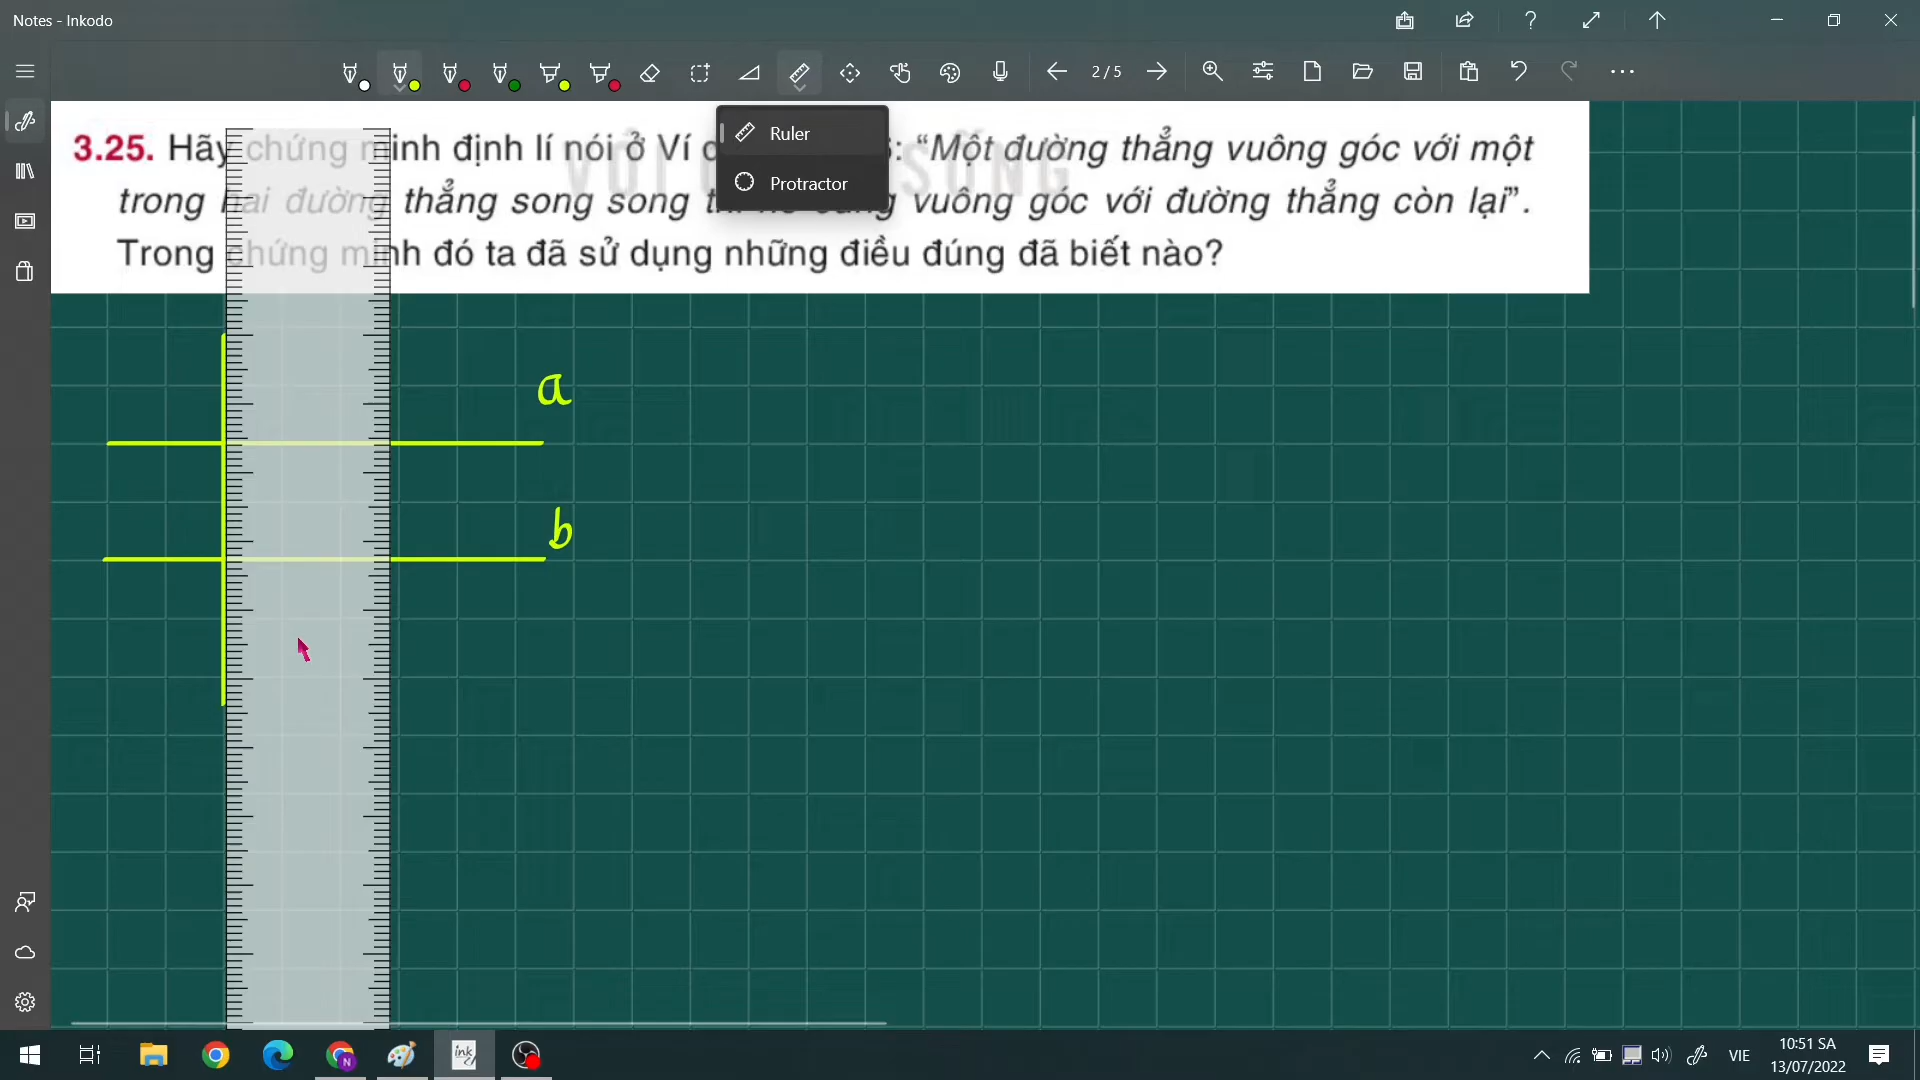 Notes - Inkodo
2 / 5
Ruler
Protractor
3.25. Hãy chứng minh định lí nói ở Ví : “Một đường thẳng vuông góc với một
trong hai đường thẳng song song vuông góc với đường thẳng còn lại”.
Trong chứng minh đó ta đã sử dụng những điều đúng đã biết nào?
a
b
ink
VIE
10:51 SA
13/07/2022